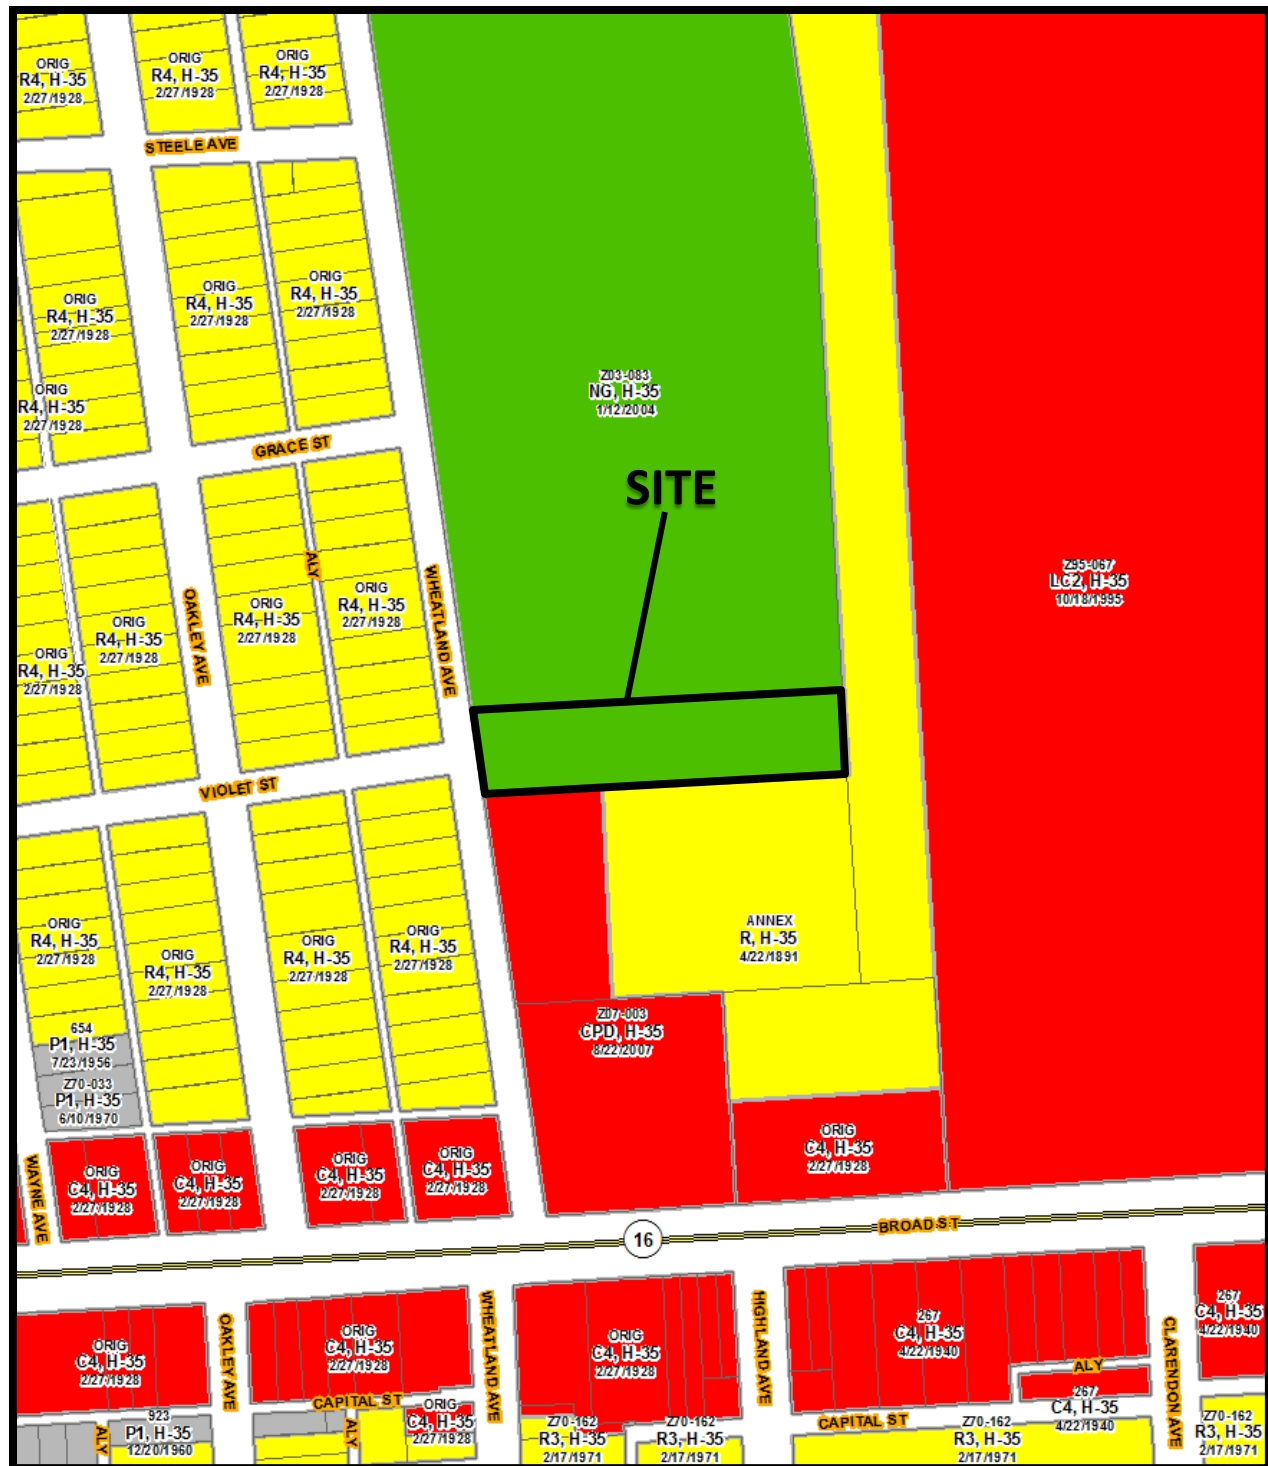 ORIG
R4, H-35
2/27/1928
ORIG
R4, H-35
2/27/1928
ORIG
R4, H-35
2/27/1928
STEELE AVE
ORIG
R4, H-35
2/27/1928
ORIG
R4, H-35
2/27/1928
ORIG
R4, H-35
2/27/1928
ORIG
R4, H-35
2/27/1928
GRACE ST
Z03-083
NG, H-35
1/12/2004
SITE
Z95-067
LC2, H-35
10/18/1995
ALY
WHEATLAND AVE
OAKLEY AVE
ORIG
R4, H-35
2/27/1928
ORIG
R4, H-35
2/27/1928
ORIG
R4, H-35
2/27/1928
ORIG
R4, H-35
2/27/1928
VIOLET ST
ORIG
R4, H-35
2/27/1928
ORIG
R4, H-35
2/27/1928
ORIG
R4, H-35
2/27/1928
ORIG
R4, H-35
2/27/1928
ANNEX
R, H-35
4/22/1891
654
P1, H-35
7/23/1956
Z70-033
P1, H-35
6/10/1970
Z07-003
CPD, H-35
8/22/2007
WAYNE AVE
ORIG
C4, H-35
2/27/1928
ORIG
C4, H-35
2/27/1928
ORIG
C4, H-35
2/27/1928
ORIG
C4, H-35
2/27/1928
ORIG
C4, H-35
2/27/1928
16
BROAD ST
OAKLEY AVE
WHEATLAND AVE
HIGHLAND AVE
CLARENDON AVE
ORIG
C4, H-35
2/27/1928
ORIG
C4, H-35
2/27/1928
ORIG
C4, H-35
2/27/1928
267
C4, H-35
4/22/1940
267
C4, H-35
4/22/1940
ALY
267
C4, H-35
4/22/1940
CAPITAL ST
ORIG
C4, H-35
2/27/1928
CAPITAL ST
ALY
923
P1, H-35
12/20/1960
ALY
Z70-162
R3, H-35
2/17/1971
Z70-162
R3, H-35
2/17/1971
Z70-162
R3, H-35
2/17/1971
Z70-162
R3, H-35
2/17/1971